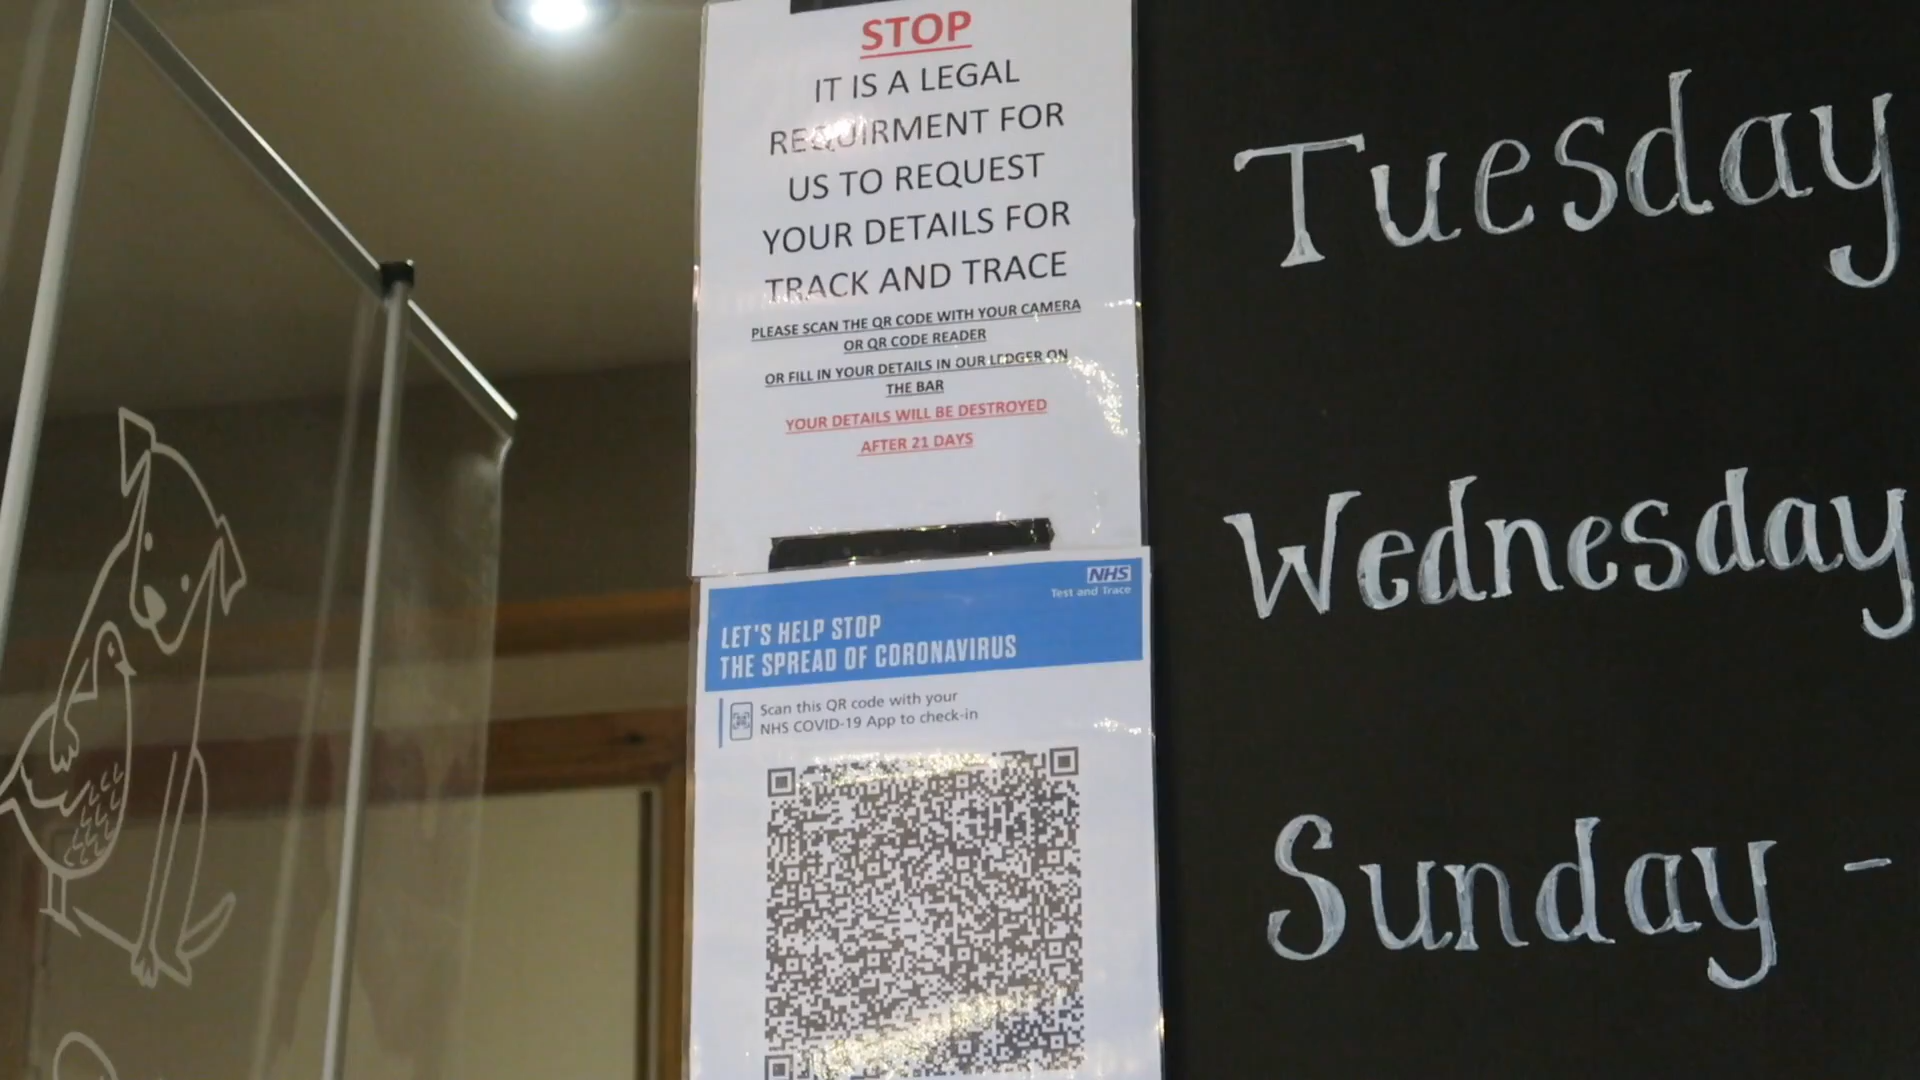 STOP
IT IS A LEGAL
REQUIRMENT FOR
US TO REQUEST
YOUR DETAILS FOR
TRACK AND TRACE
PLEASE SCAN THE QR CODE WITH YOUR CAMERA
OR QR CODE READER
OR FILL IN YOUR DETAILS IN OUR LEDGER ON
THE BAR
YOUR DETAILS WILL BE DESTROYED
AFTER 21 DAYS
NHS
Test and Trace
LET'S HELP STOP
THE SPREAD OF CORONAVIRUS
Scan this QR code with your
NHS COVID-19 App to check-in
Tuesday
Wednesday
Sunday -